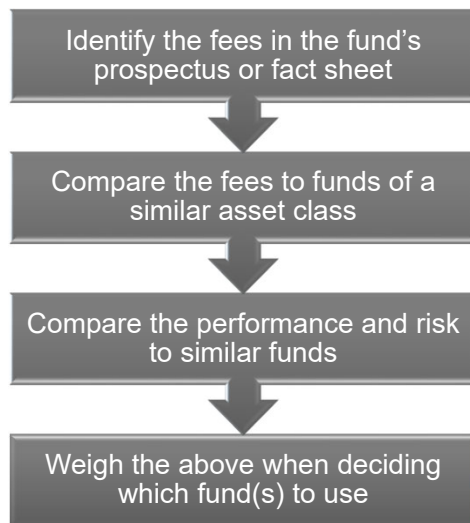 Identify the fees in the fund’s
prospectus or fact sheet
Compare the fees to funds of a
similar asset class
Compare the performance and risk
to similar funds
Weigh the above when deciding
which fund(s) to use